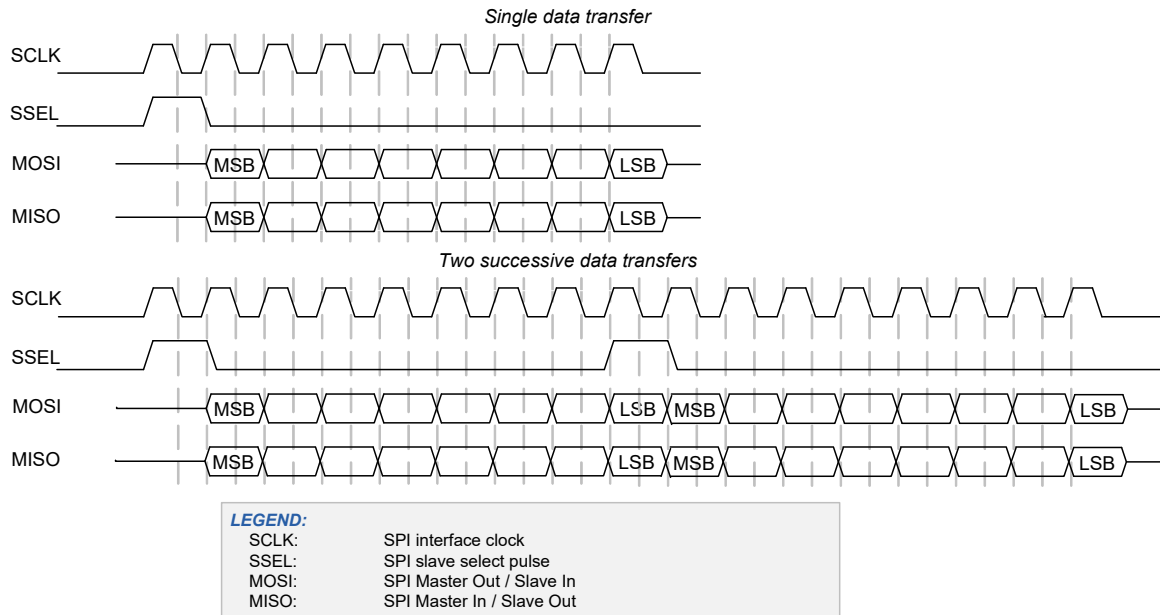 Single data transfer
SCLK
SSEL
MOSI MSB LSB
MISO MSB LSB
Two successive data transfers
SCLK
SSEL
MOSI MSB LSB MSB LSB
MISO MSB LSB MSB LSB
LEGEND:
SCLK: SPI interface clock
SSEL: SPI slave select pulse
MOSI: SPI Master Out / Slave In
MISO: SPI Master In / Slave Out